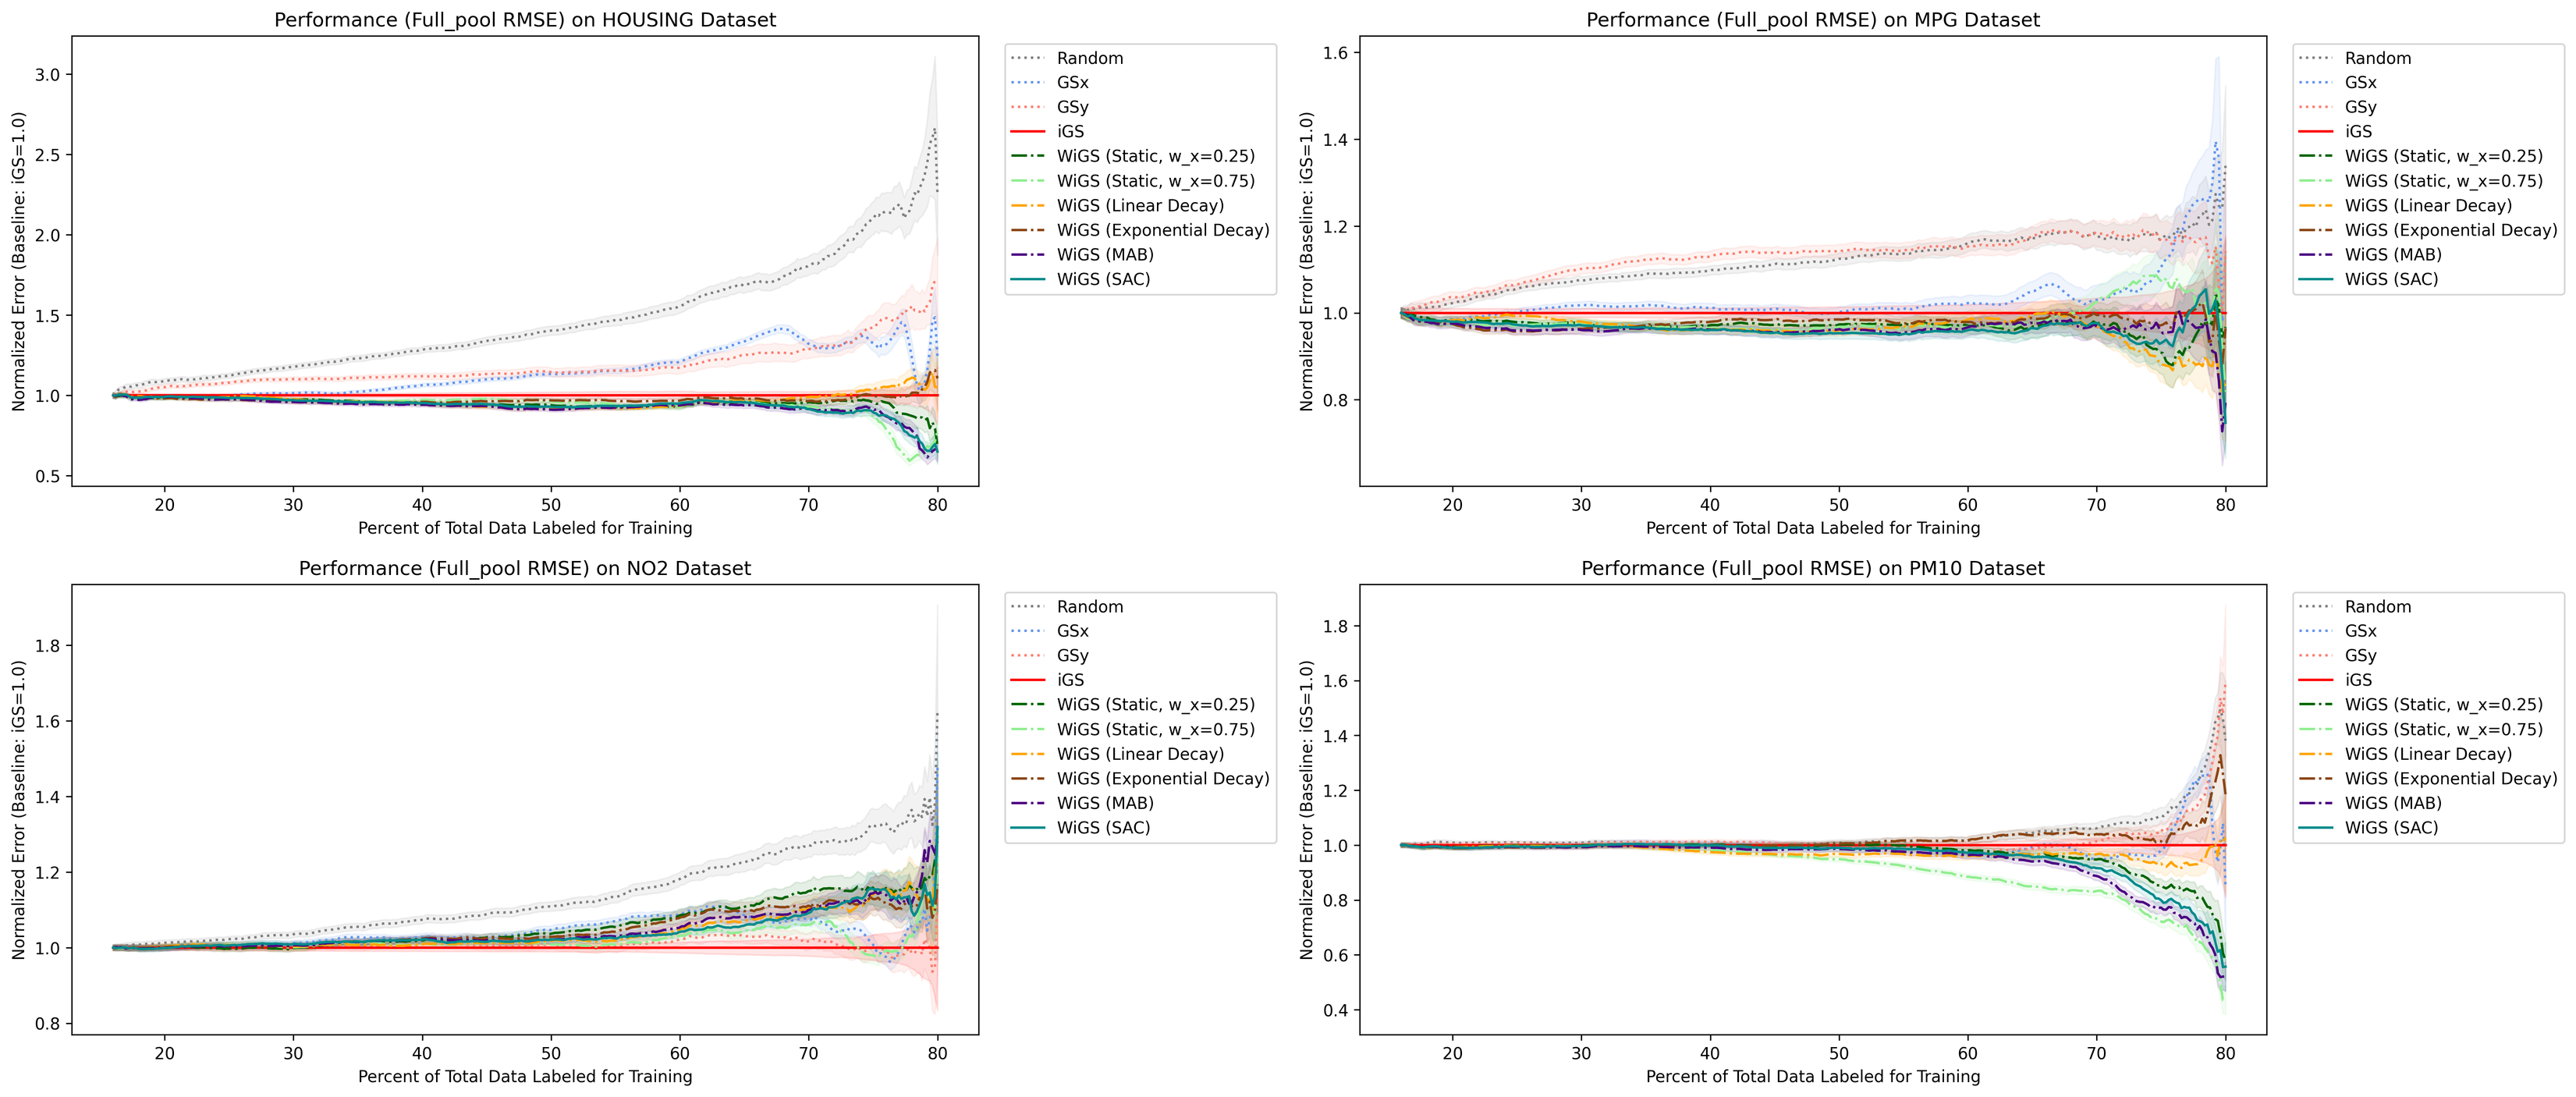 Performance (Full_pool RMSE) on HOUSING Dataset
Normalized Error (Baseline: iGS=1.0)
3.0
2.5
2.0
1.5
1.0
0.5
20 30 40 50 60 70 80
Percent of Total Data Labeled for Training
Random
GSx
GSy
iGS
WiGS (Static, w_x=0.25)
WiGS (Static, w_x=0.75)
WiGS (Linear Decay)
WiGS (Exponential Decay)
WiGS (MAB)
WiGS (SAC)
Performance (Full_pool RMSE) on MPG Dataset
Normalized Error (Baseline: iGS=1.0)
1.6
1.4
1.2
1.0
0.8
20 30 40 50 60 70 80
Percent of Total Data Labeled for Training
Random
GSx
GSy
iGS
WiGS (Static, w_x=0.25)
WiGS (Static, w_x=0.75)
WiGS (Linear Decay)
WiGS (Exponential Decay)
WiGS (MAB)
WiGS (SAC)
Performance (Full_pool RMSE) on NO2 Dataset
Normalized Error (Baseline: iGS=1.0)
1.8
1.6
1.4
1.2
1.0
0.8
20 30 40 50 60 70 80
Percent of Total Data Labeled for Training
Random
GSx
GSy
iGS
WiGS (Static, w_x=0.25)
WiGS (Static, w_x=0.75)
WiGS (Linear Decay)
WiGS (Exponential Decay)
WiGS (MAB)
WiGS (SAC)
Performance (Full_pool RMSE) on PM10 Dataset
Normalized Error (Baseline: iGS=1.0)
1.8
1.6
1.4
1.2
1.0
0.8
0.6
0.4
20 30 40 50 60 70 80
Percent of Total Data Labeled for Training
Random
GSx
GSy
iGS
WiGS (Static, w_x=0.25)
WiGS (Static, w_x=0.75)
WiGS (Linear Decay)
WiGS (Exponential Decay)
WiGS (MAB)
WiGS (SAC)